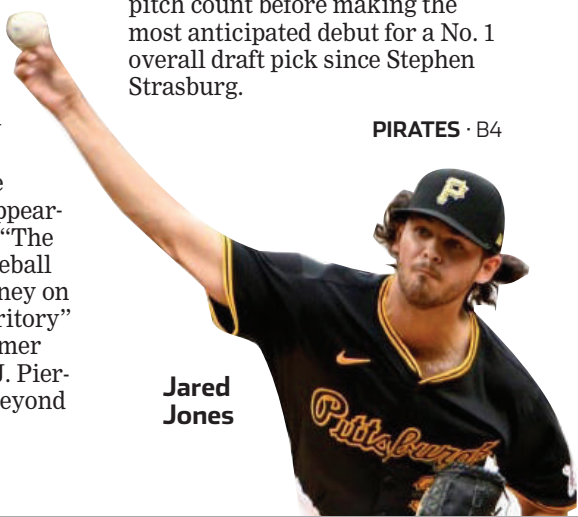 pitch count before making the
most anticipated debut for a No. 1
overall draft pick since Stephen
Strasburg.
PIRATES · B4
ppear-
“The
eball
ney on
ritory”
mer
J. Pier-
eyond
Jared
Jones
P
Pittsburgh